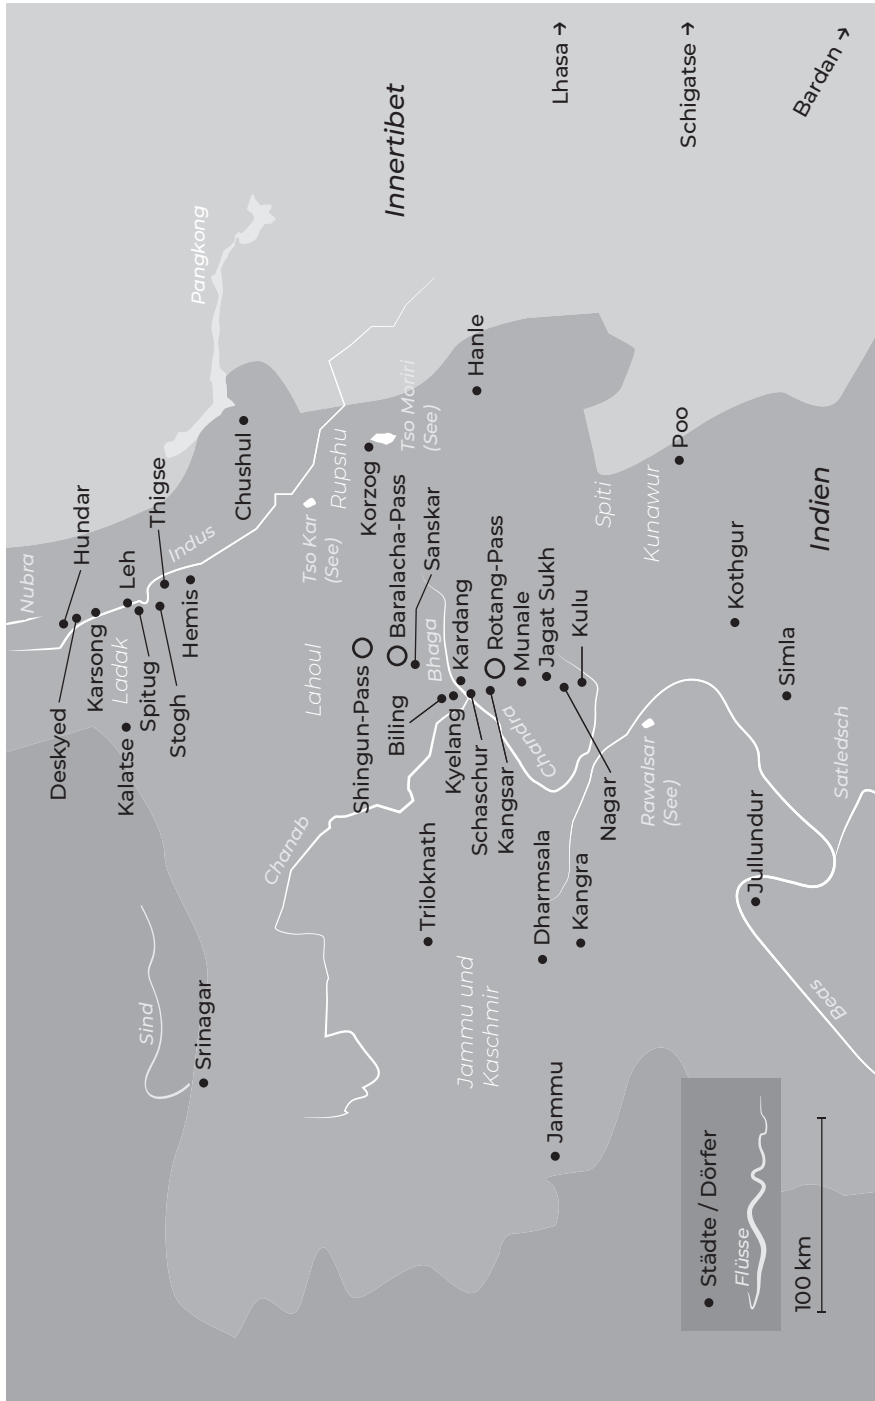 Nubra
Hundar
Deskyed
Karsong
Leh
Thigse
Ladak
Spitug
Stogh
Hemis
Kalatse
Indus
Chushul
Pangkong
Innertibet
Lhasa →
Schigatse →
Bardan →
Tso Kar
(See)
Rupshu
Korzog
Tso Moriri
(See)
Hanle
Lahoul
Shingun-Pass
Baralacha-Pass
Sanskar
Bhaga
Biling
Kardang
Kyelang
Schaschur
Kangsar
Rotang-Pass
Munale
Jagat Sukh
Kulu
Nagar
Chandra
Chanab
Triloknath
Spiti
Kunawur
Poo
Indien
Kothgur
Simla
Rawalsar
(See)
Satledsch
Dharmsala
Kangra
Jullundur
Beas
Sind
Srinagar
Jammu und
Kaschmir
Jammu
Städte / Dörfer
Flüsse
100 km